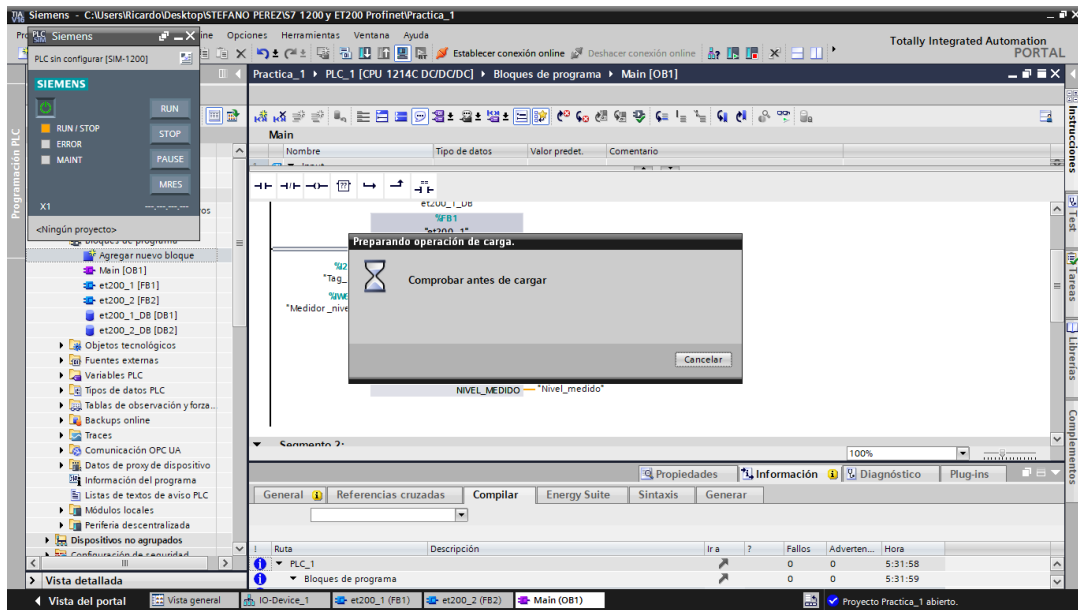 Siemens - C:\Users\Ricardo\Desktop\STEFANO PEREZ\S7 1200 y ET200 Profinet\Practica_1
Opciones Herramientas Ventana Ayuda
Totally Integrated Automation
PORTAL
Establecer conexión online Deshacer conexión online
Siemens
PLC sin configurar [SIM-1200]
SIEMENS
RUN
RUN / STOP
STOP
ERROR
MAINT
PAUSE
MRES
X1
<Ningún proyecto>
Programación PLC
Practica_1 PLC_1 [CPU 1214C DC/DC/DC] Bloques de programa Main [OB1]
Main
Nombre Tipo de datos Valor predet. Comentario
Input
et200_1_DB
%FB1
"et200_1"
"Tag_
"Medidor _nive
Preparando operación de carga.
Comprobar antes de cargar
Cancelar
NIVEL_MEDIDO "Nivel_medido"
Segmento 2:
100%
Bloques de programa
Agregar nuevo bloque
Main [OB1]
et200_1 [FB1]
et200_2 [FB2]
et200_1_DB [DB1]
et200_2_DB [DB2]
Objetos tecnológicos
Fuentes externas
Variables PLC
Tipos de datos PLC
Tablas de observación y forza...
Backups online
Traces
Comunicación OPC UA
Datos de proxy de dispositivo
Información del programa
Listas de textos de aviso PLC
Módulos locales
Periferia descentralizada
Dispositivos no agrupados
Configuración de seguridad
Vista detallada
Propiedades Información Diagnóstico Plug-ins
General Referencias cruzadas Compilar Energy Suite Sintaxis Generar
! Ruta Descripción Ir a ? Fallos Adverten... Hora
PLC_1 0 0 5:31:58
Bloques de programa 0 0 5:31:59
Instrucciones
Test
Tareas
Librerías
Complementos
Vista del portal Vista general IO-Device_1 et200_1 (FB1) et200_2 (FB2) Main (OB1) Proyecto Practica_1 abierto.